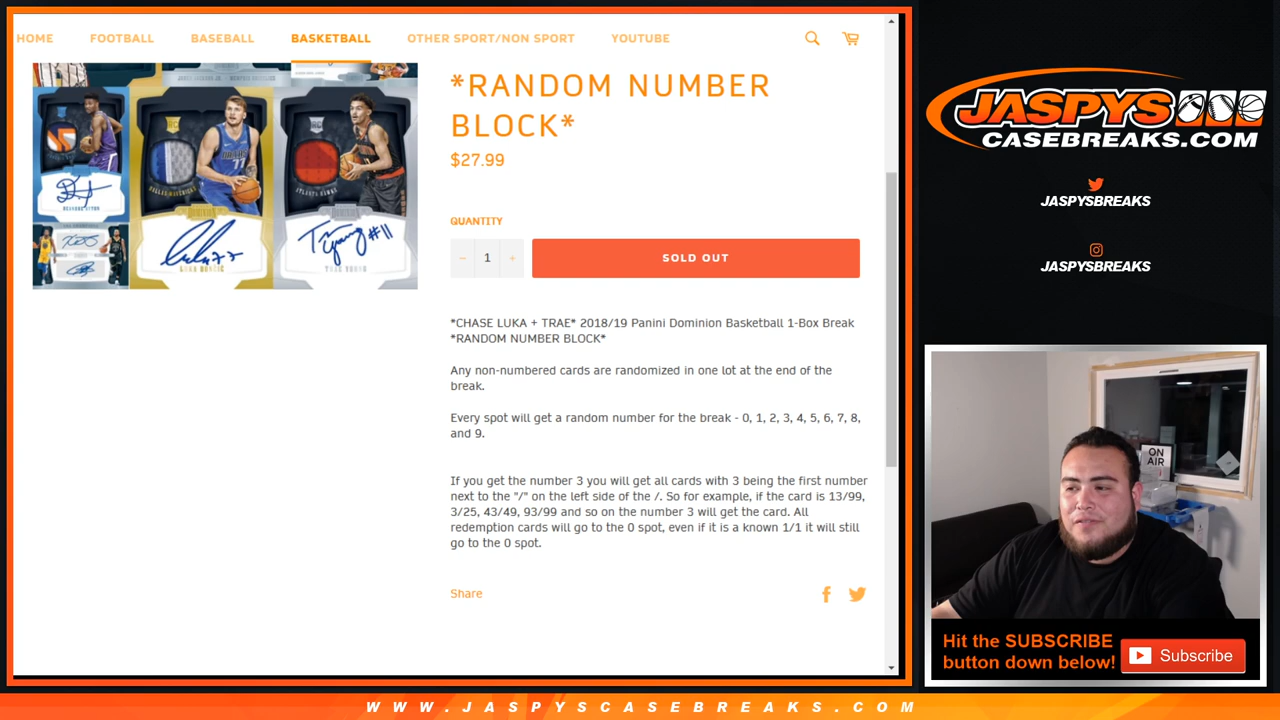 HOME FOOTBALL BASEBALL BASKETBALL OTHER SPORT/NON SPORT YOUTUBE
*RANDOM NUMBER
BLOCK*
$27.99
QUANTITY
− 1 +
SOLD OUT
*CHASE LUKA + TRAE* 2018/19 Panini Dominion Basketball 1-Box Break
*RANDOM NUMBER BLOCK*
Any non-numbered cards are randomized in one lot at the end of the
break.
Every spot will get a random number for the break - 0, 1, 2, 3, 4, 5, 6, 7, 8,
and 9.
If you get the number 3 you will get all cards with 3 being the first number
next to the "/" on the left side of the /. So for example, if the card is 13/99,
3/25, 43/49, 93/99 and so on the number 3 will get the card. All
redemption cards will go to the 0 spot, even if it is a known 1/1 it will still
go to the 0 spot.
Share
JASPYS
CASEBREAKS.COM
JASPYSBREAKS
JASPYSBREAKS
ON
AIR
Hit the SUBSCRIBE
button down below!
Subscribe
WWW.JASPYSCASEBREAKS.COM